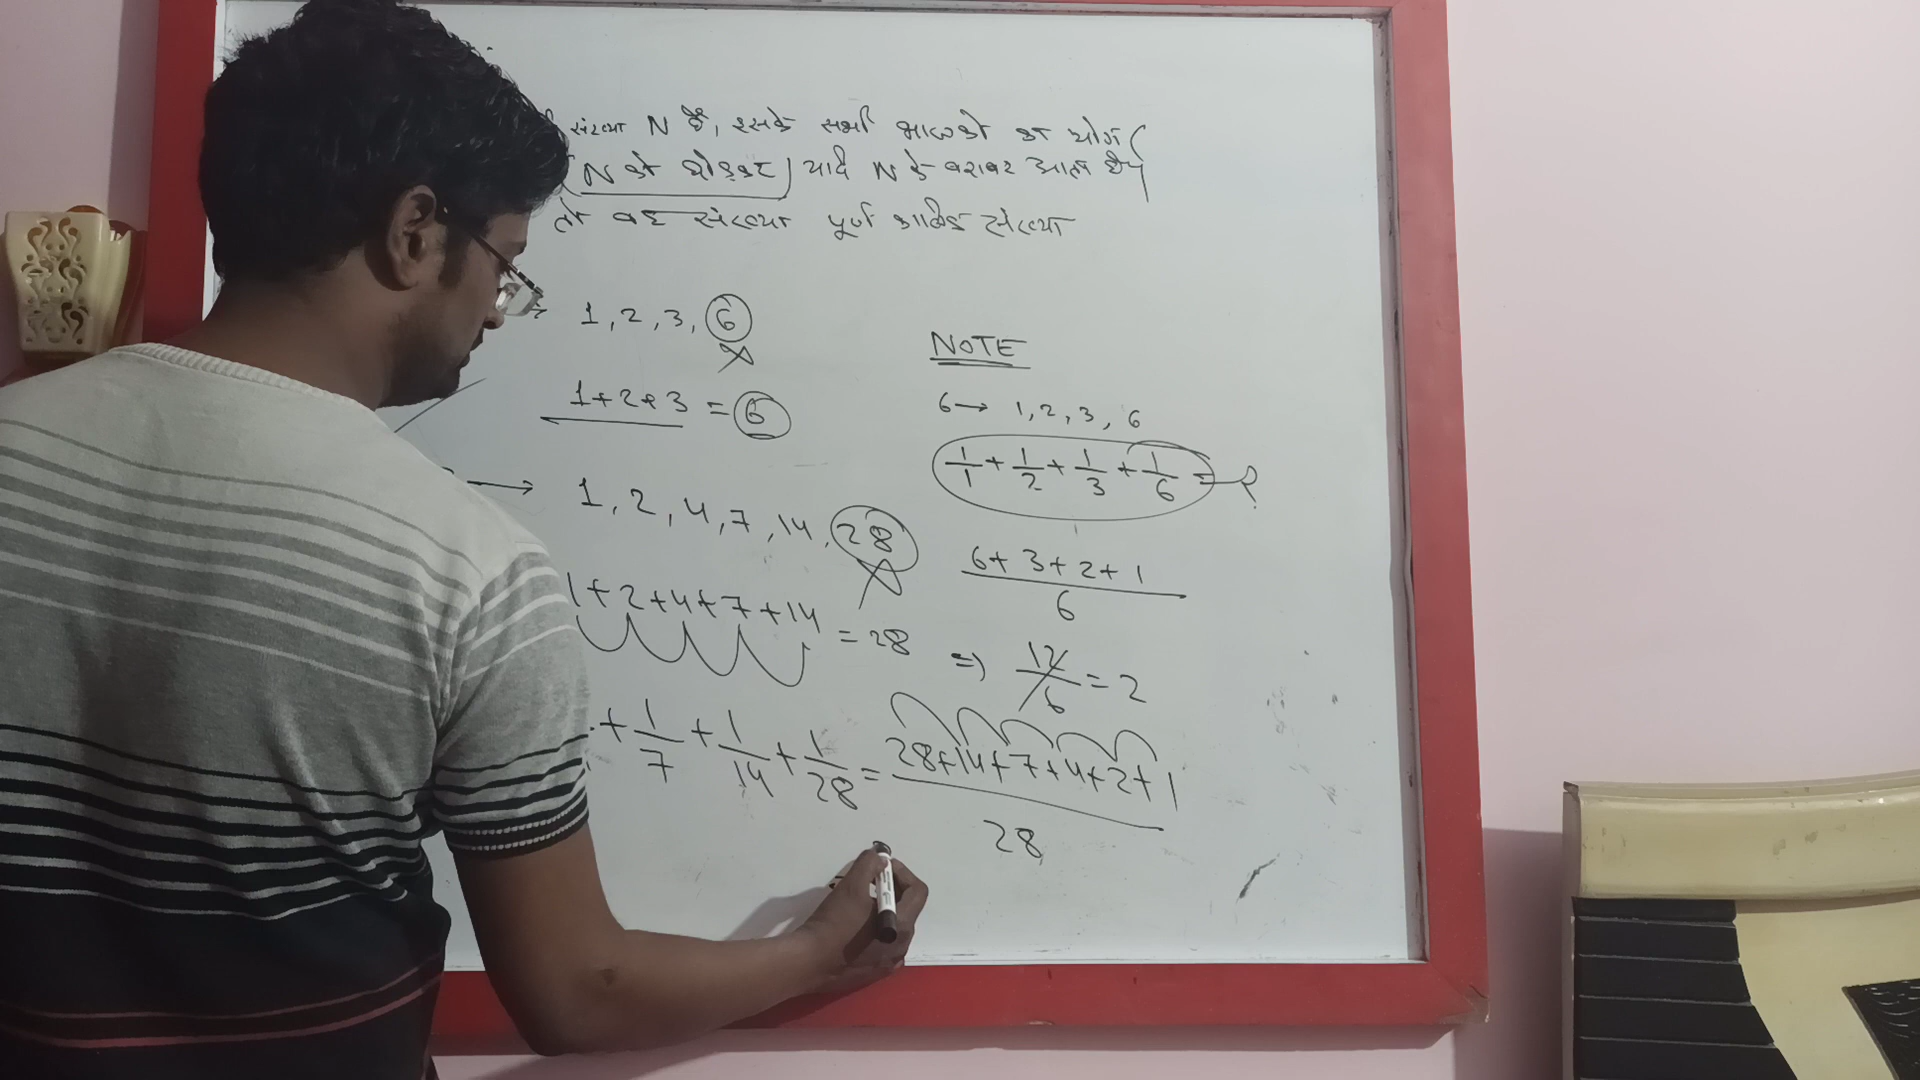 संख्या N है, इसके सभी भाजको का योग
(N को छोड़कर) यदि N के बराबर आता है
तो वह संख्या पूर्ण भाजिक संख्या
→ 1, 2, 3, 6
1+2+3 = 6
→ 1, 2, 4, 7, 14, 28
1+2+4+7+14 = 28
NOTE
6→ 1, 2, 3, 6
1/1 + 1/2 + 1/3 + 1/6 =
6+3+2+1 / 6
⇒ 12/6 = 2
+ 1/7 + 1/14 + 1/28 = 28+14+7+4+2+1 / 28